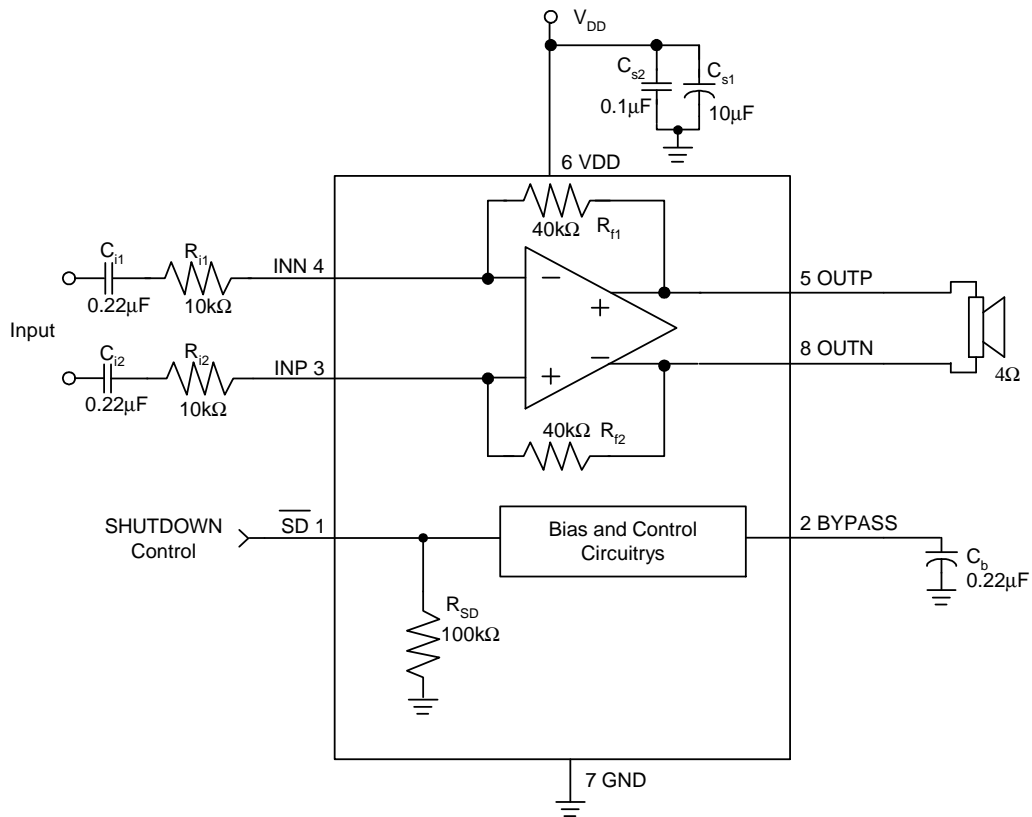 V_DD
C_s2
0.1μF
C_s1
10μF
6 VDD
40kΩ R_f1
C_i1
0.22μF
R_i1
10kΩ
INN 4
Input
−
+
+
−
5 OUTP
8 OUTN
4Ω
C_i2
0.22μF
R_i2
10kΩ
INP 3
40kΩ R_f2
SHUTDOWN
Control
S̅D̅ 1
Bias and Control
Circuitrys
2 BYPASS
C_b
0.22μF
R_SD
100kΩ
7 GND